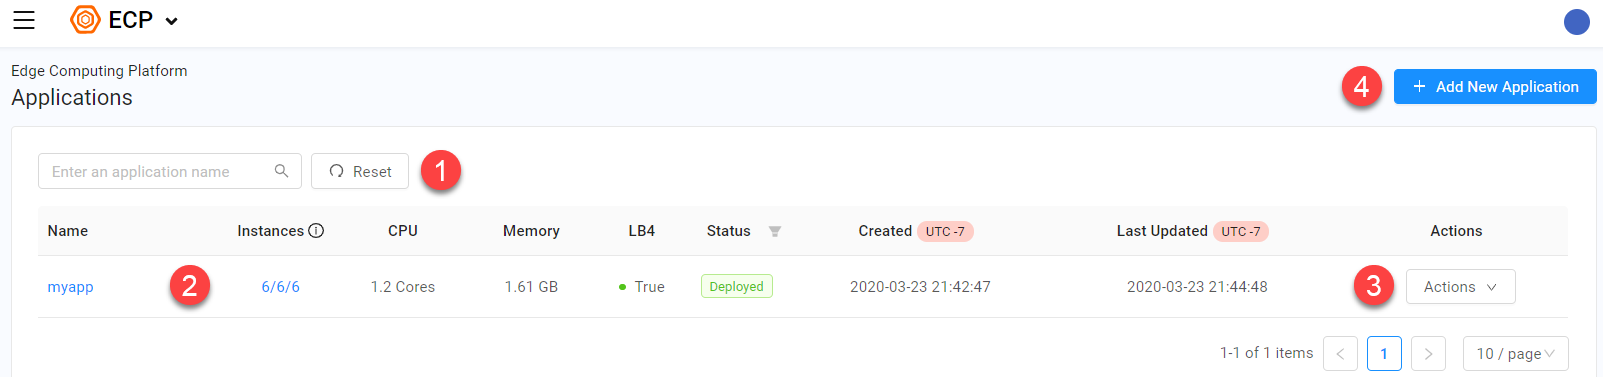 ECP
Edge Computing Platform
Applications
4
+ Add New Application
Enter an application name
Reset
1
Name Instances CPU Memory LB4 Status Created UTC -7 Last Updated UTC -7 Actions
myapp 2 6/6/6 1.2 Cores 1.61 GB True Deployed 2020-03-23 21:42:47 2020-03-23 21:44:48 3 Actions
1-1 of 1 items < 1 > 10 / page